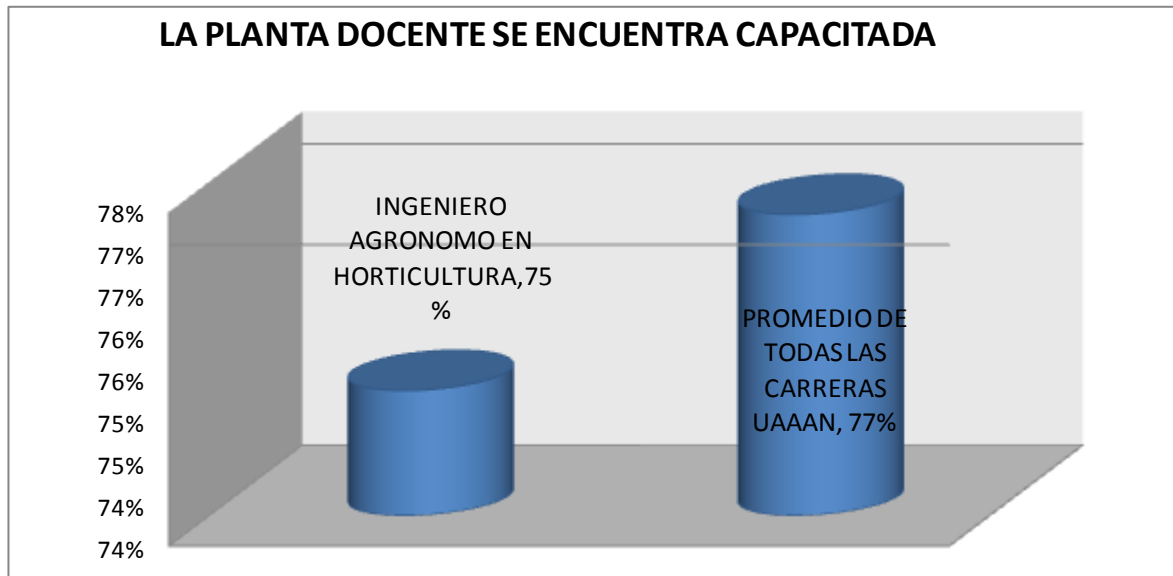 LA PLANTA DOCENTE SE ENCUENTRA CAPACITADA
78%
77%
77%
76%
76%
75%
75%
74%
74%
INGENIERO
AGRONOMO EN
HORTICULTURA,75
%
PROMEDIO DE
TODAS LAS
CARRERAS
UAAAN, 77%